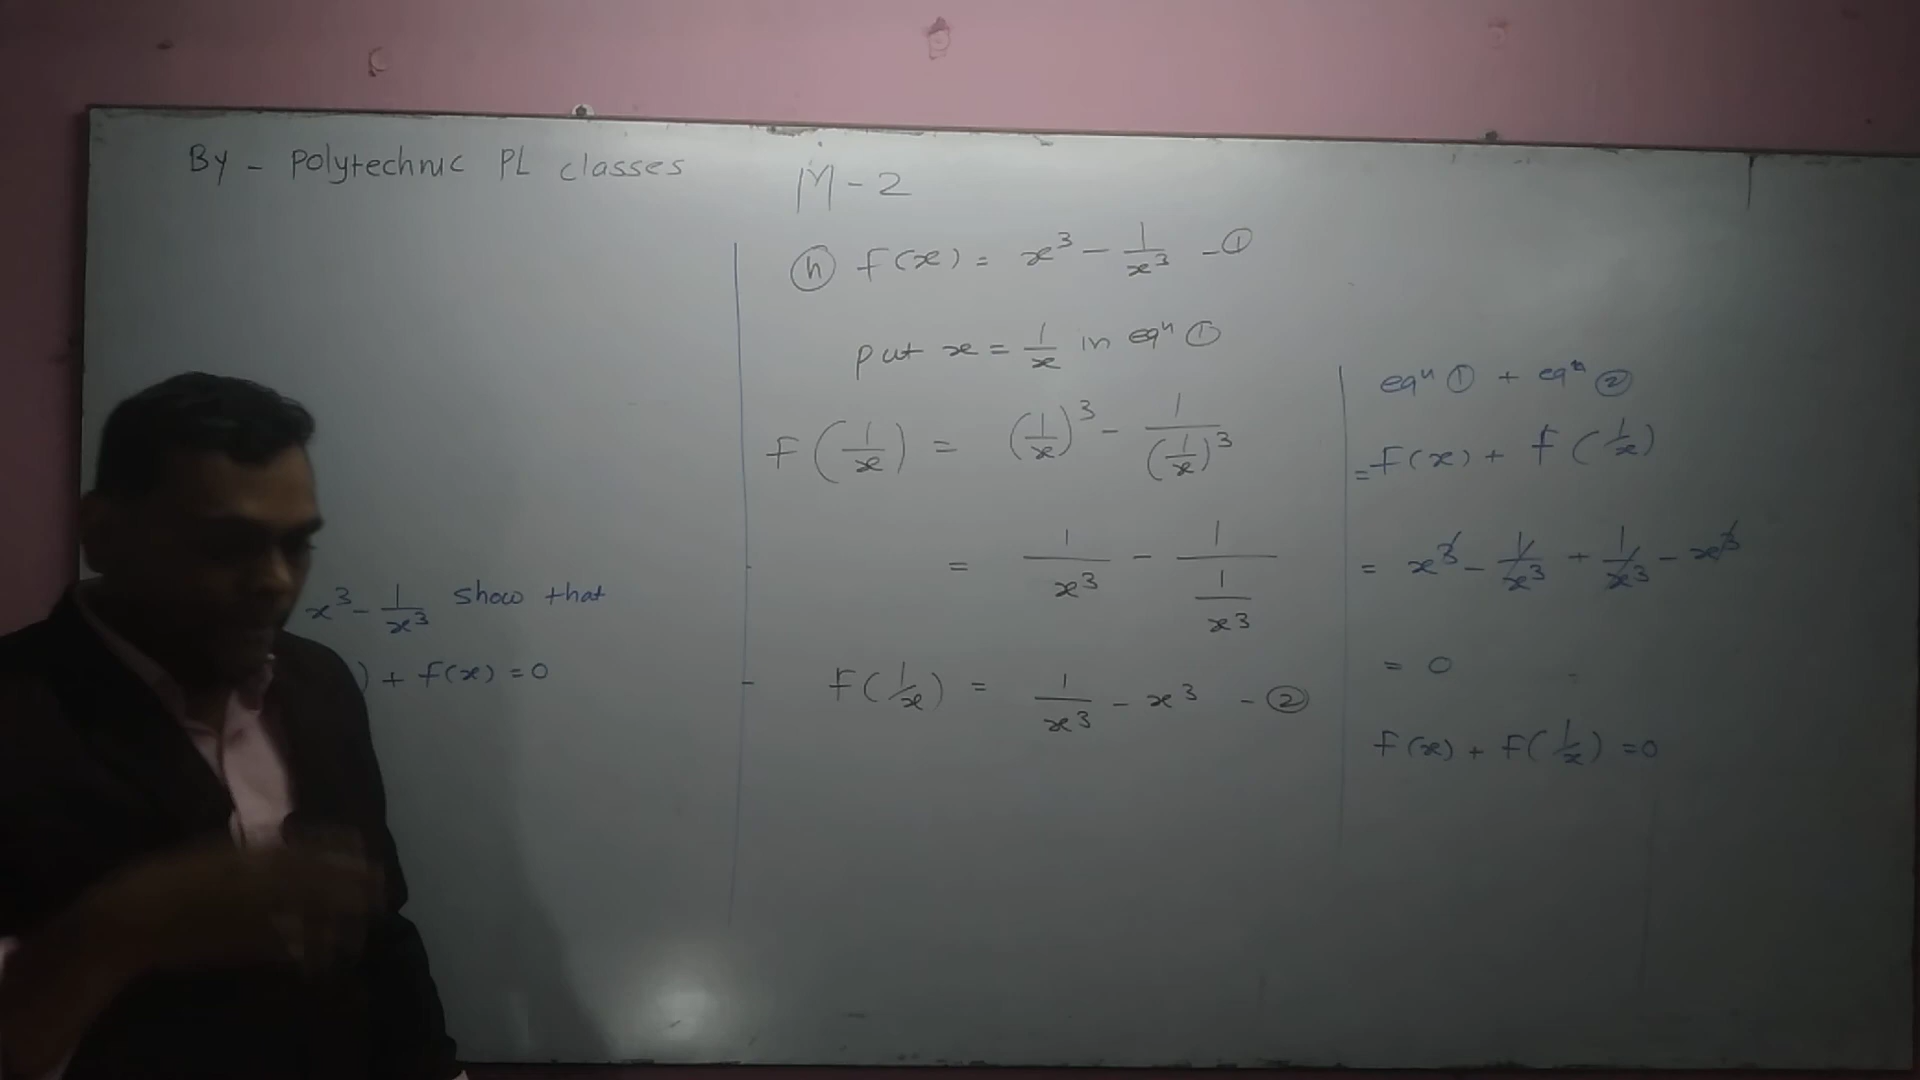 By - Polytechnic PL classes
M-2
x³ - 1/x³ show that
) + f(x) = 0
(h) f(x) = x³ - 1/x³ - ①
put x = 1/x in eqⁿ ①
f(1/x) = (1/x)³ - 1/(1/x)³
= 1/x³ - 1/(1/x³)
f(1/x) = 1/x³ - x³ - ②
eqⁿ ① + eqⁿ ②
= f(x) + f(1/x)
= x³ - 1/x³ + 1/x³ - x³
= 0
f(x) + f(1/x) = 0